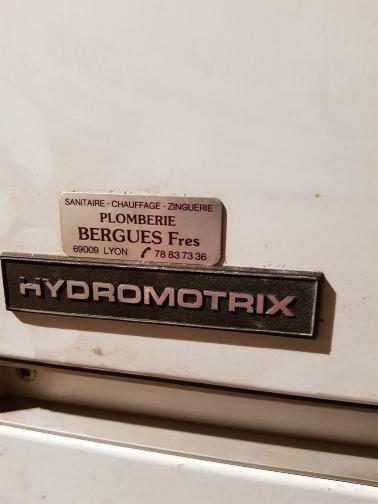 SANITAIRE - CHAUFFAGE - ZINGUERIE
PLOMBERIE
BERGUES Fres
69009 LYON 78 83 73 36
HYDROMOTRIX